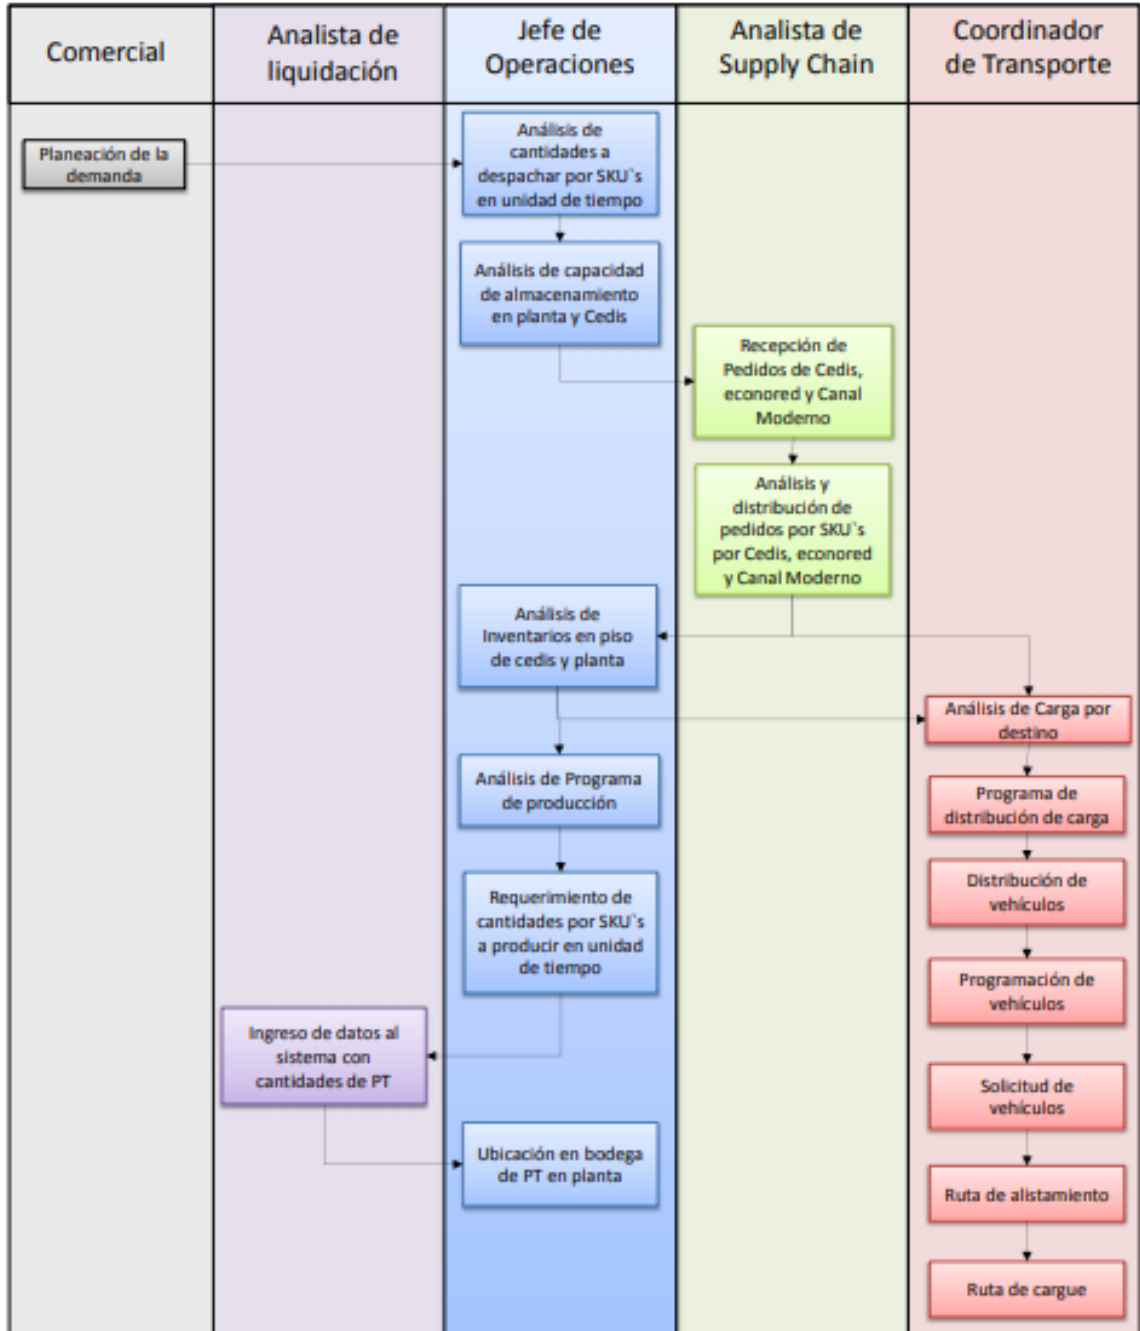 Comercial
Analista de
liquidación
Jefe de
Operaciones
Analista de
Supply Chain
Coordinador
de Transporte
Planeación de la
demanda
Análisis de
cantidades a
despachar por SKU`s
en unidad de tiempo
Análisis de capacidad
de almacenamiento
en planta y Cedis
Recepción de
Pedidos de Cedis,
econored y Canal
Moderno
Análisis y
distribución de
pedidos por SKU`s
por Cedis, econored
y Canal Moderno
Análisis de
Inventarios en piso
de cedis y planta
Análisis de Carga por
destino
Análisis de Programa
de producción
Programa de
distribución de carga
Requerimiento de
cantidades por SKU`s
a producir en unidad
de tiempo
Distribución de
vehículos
Programación de
vehículos
Ingreso de datos al
sistema con
cantidades de PT
Solicitud de
vehículos
Ubicación en bodega
de PT en planta
Ruta de alistamiento
Ruta de cargue